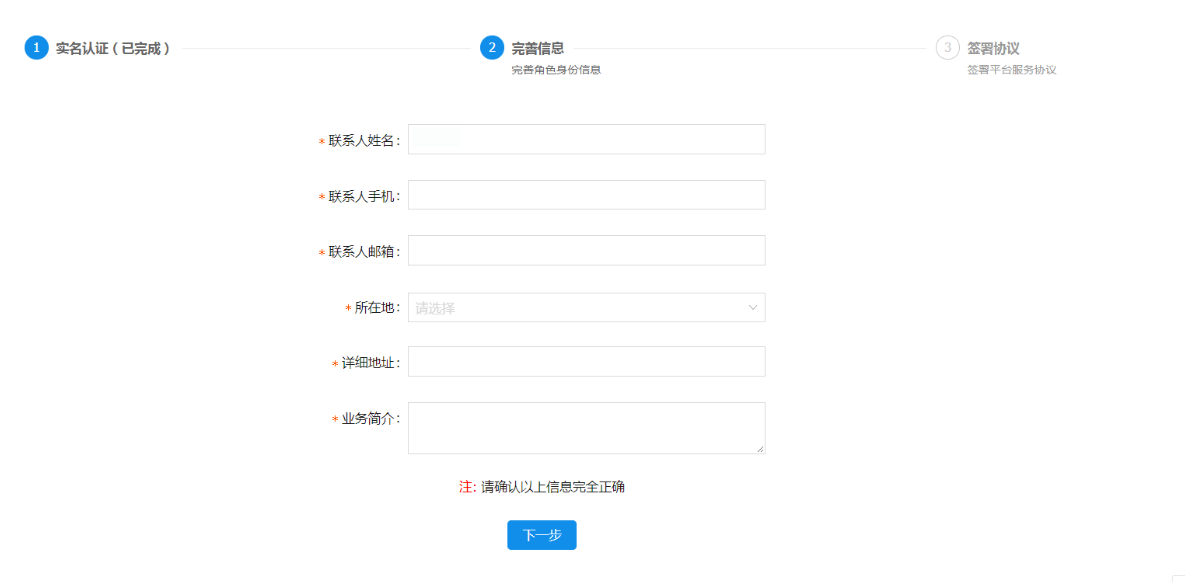 1 实名认证(已完成)
2 完善信息
完善角色身份信息
3 签署协议
签署平台服务协议
* 联系人姓名:
* 联系人手机:
* 联系人邮箱:
* 所在地: 请选择
* 详细地址:
* 业务简介:
注: 请确认以上信息完全正确
下一步